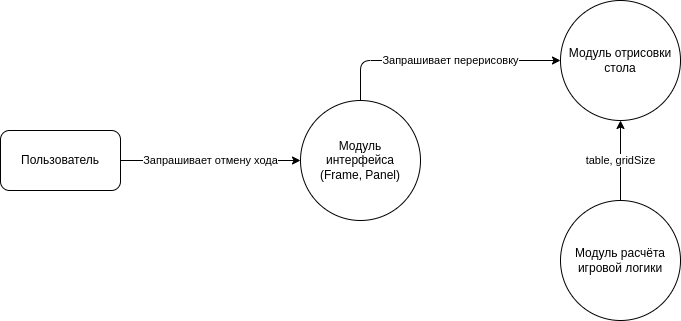 Запрашивает перерисовку
Модуль отрисовки
стола
Пользователь
Запрашивает отмену хода
Модуль
интерфейса
(Frame, Panel)
table, gridSize
Модуль расчёта
игровой логики